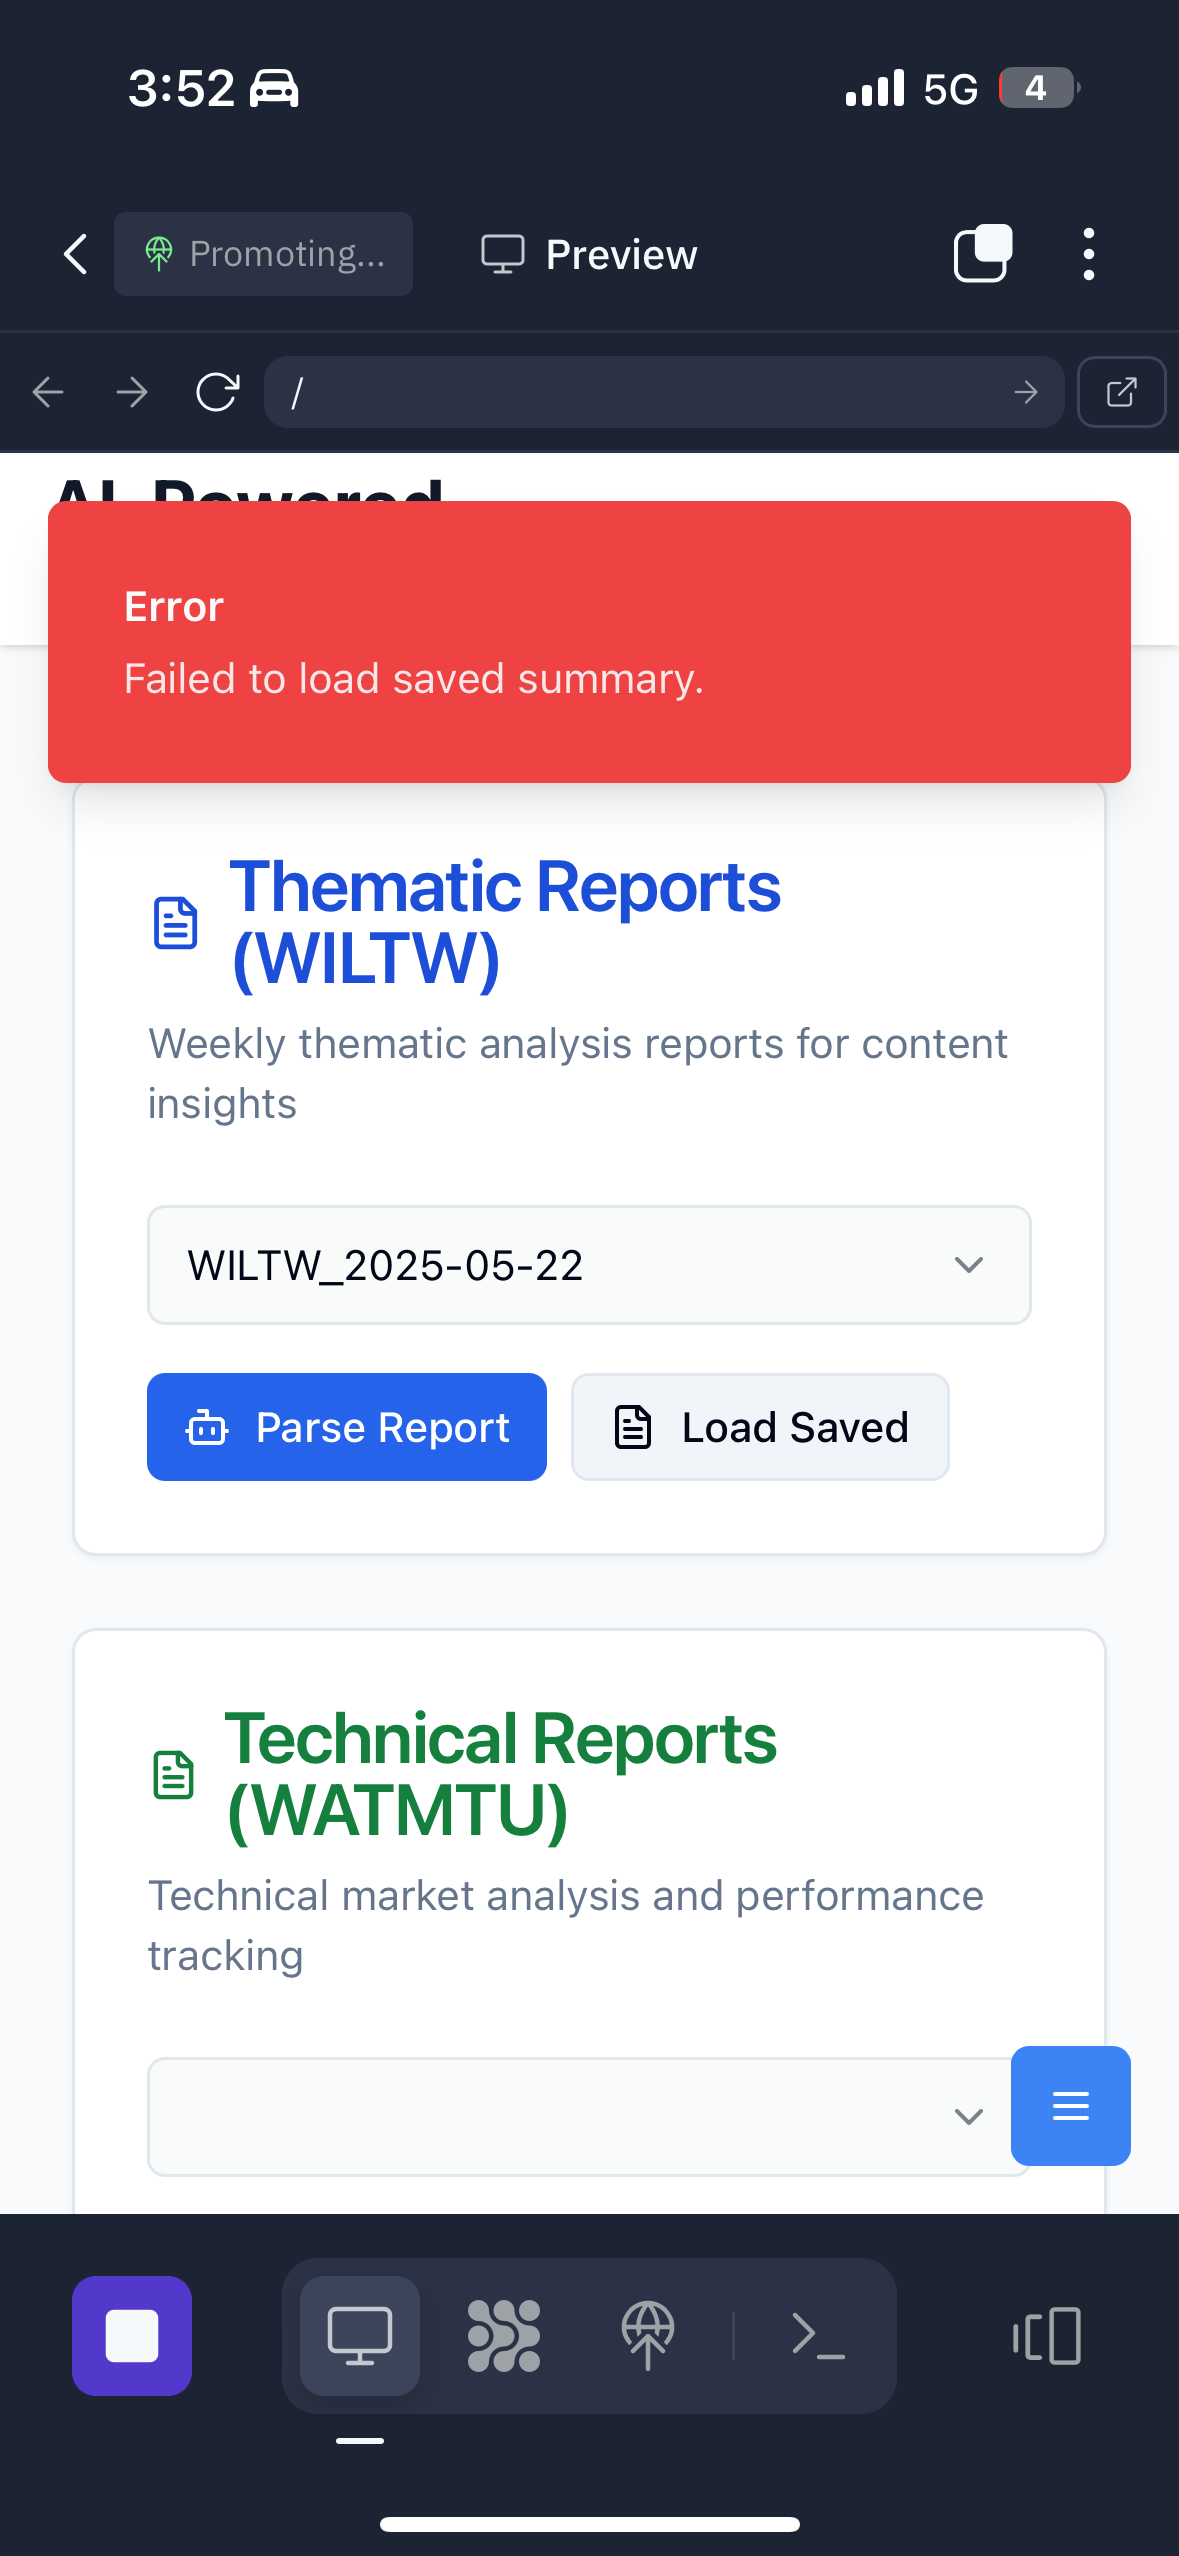 3:52
5G
4
Promoting...
Preview
/
AI-Powered
Error
Failed to load saved summary.
Thematic Reports
(WILTW)
Weekly thematic analysis reports for content
insights
WILTW_2025-05-22
Parse Report
Load Saved
Technical Reports
(WATMTU)
Technical market analysis and performance
tracking